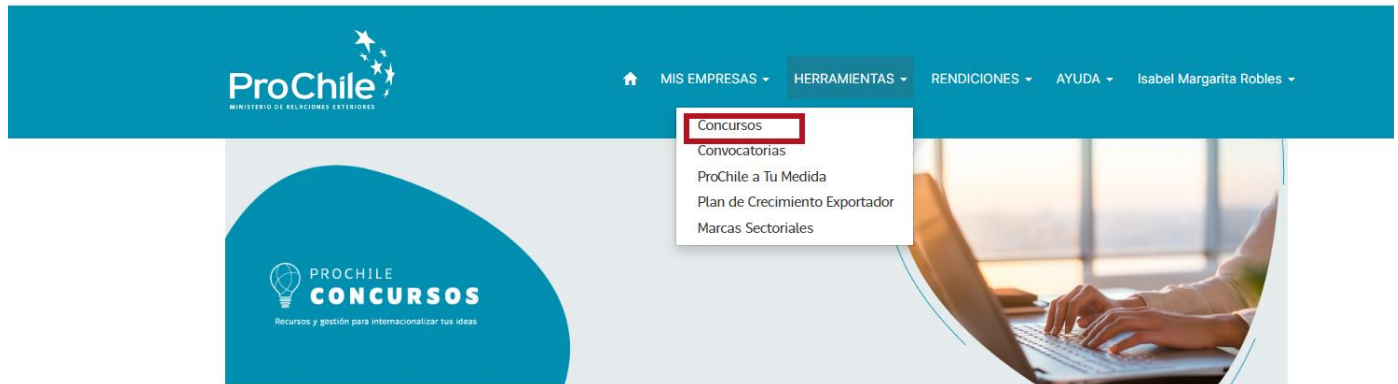 ProChile
MINISTERIO DE RELACIONES EXTERIORES
MIS EMPRESAS HERRAMIENTAS RENDICIONES AYUDA Isabel Margarita Robles
Concursos
Convocatorias
ProChile a Tu Medida
Plan de Crecimiento Exportador
Marcas Sectoriales
PROCHILE
CONCURSOS
Recursos y gestión para internacionalizar tus ideas